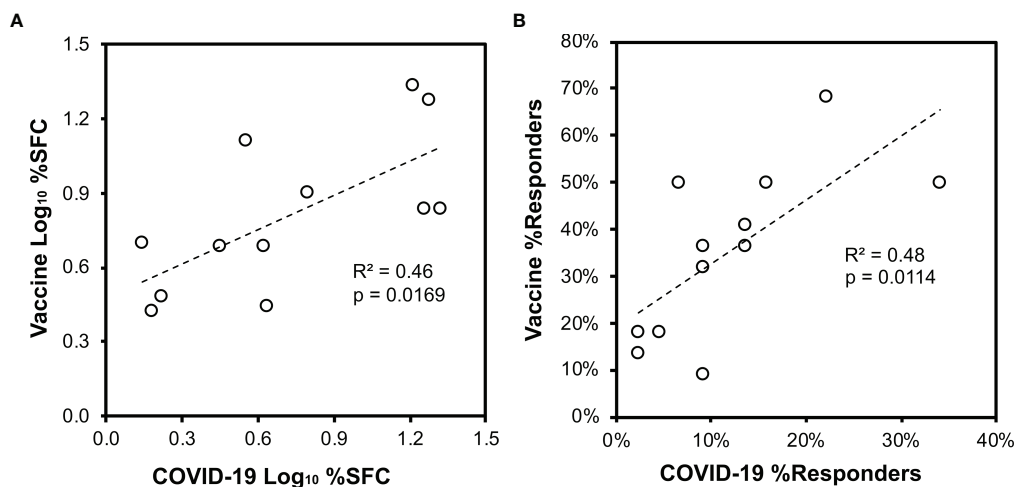 A
1.5
1.2
0.9
0.6
0.3
0.0
Vaccine Log₁₀ %SFC
R² = 0.46
p = 0.0169
0.0 0.3 0.6 0.9 1.2 1.5
COVID-19 Log₁₀ %SFC
B
80%
70%
60%
50%
40%
30%
20%
10%
0%
Vaccine %Responders
R² = 0.48
p = 0.0114
0% 10% 20% 30% 40%
COVID-19 %Responders